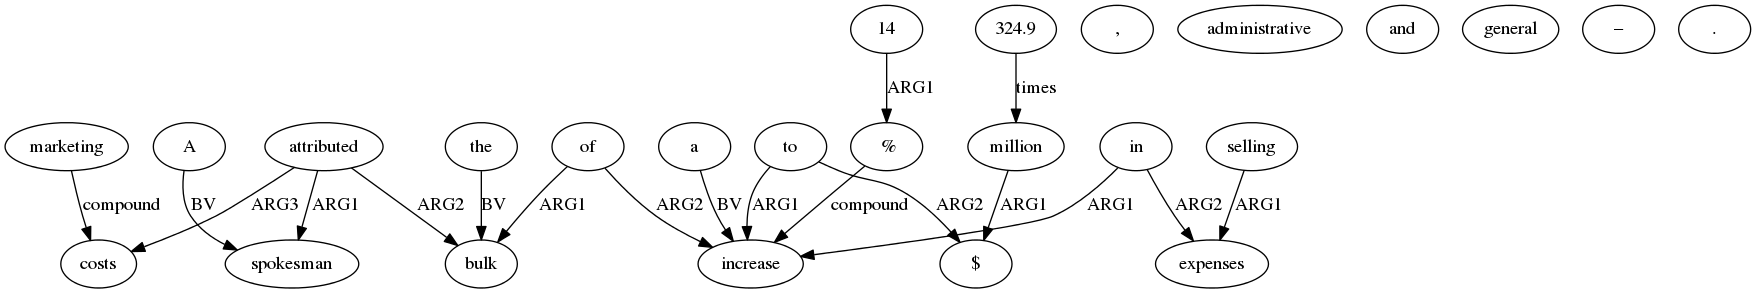 14 324.9 , administrative and general – .
ARG1 times
marketing A attributed the of a to % million in selling
compound BV ARG3 ARG1 ARG2 BV ARG1 ARG2 BV ARG1 compound ARG2 ARG1 ARG1 ARG2 ARG1
costs spokesman bulk increase $ expenses